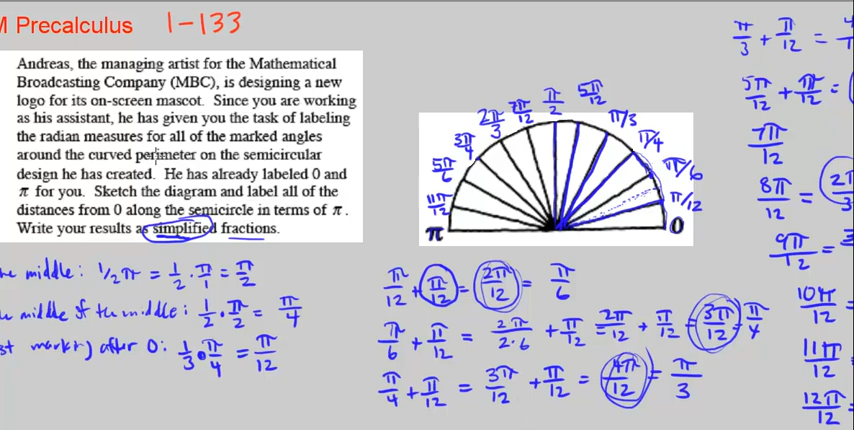 M Precalculus 1-133
Andreas, the managing artist for the Mathematical
Broadcasting Company (MBC), is designing a new
logo for its on-screen mascot. Since you are working
as his assistant, he has given you the task of labeling
the radian measures for all of the marked angles
around the curved perimeter on the semicircular
design he has created. He has already labeled 0 and
π for you. Sketch the diagram and label all of the
distances from 0 along the semicircle in terms of π.
Write your results as simplified fractions.
he middle: 1/2 π = 1/2 · π/1 = π/2
middle of the middle: 1/2 · π/2 = π/4
st marking after 0: 1/3 · π/4 = π/12
π 11π/12 5π/6 3π/4 2π/3 7π/12 π/2 5π/12 π/3 π/4 π/6 π/12 0
π/12 + π/12 = 2π/12 = π/6
π/6 + π/12 = 2π/2·6 + π/12 = 2π/12 + π/12 = 3π/12 = π/4
π/4 + π/12 = 3π/12 + π/12 = 4π/12 = π/3
π/3 + π/12 = 4
5π/12 + π/12 =
7π/12
8π/12 = 2π/3
9π/12 = 3
10π/12 =
11π/12 =
12π/12 =